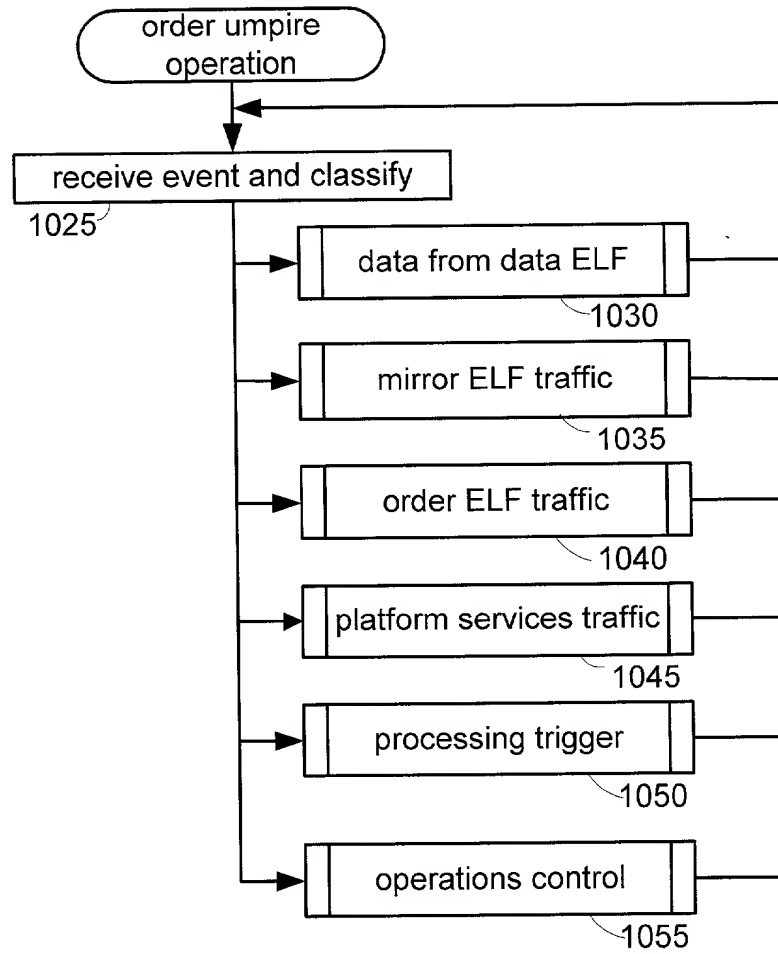 order umpire
operation
receive event and classify
1025
data from data ELF
1030
mirror ELF traffic
1035
order ELF traffic
1040
platform services traffic
1045
processing trigger
1050
operations control
1055